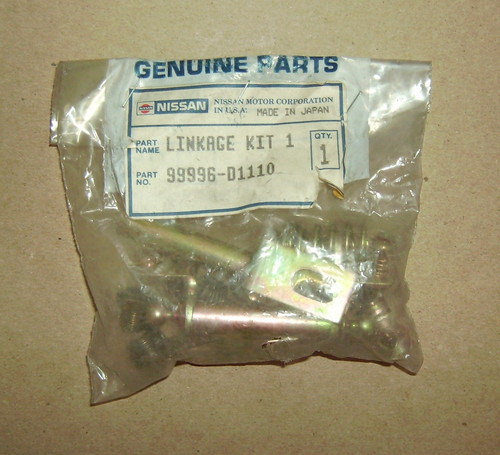 GENUINE PARTS
NISSAN NISSAN MOTOR CORPORATION
IN U.S.A. MADE IN JAPAN
PART NAME LINKAGE KIT 1 QTY. 1
PART NO. 99996-D1110